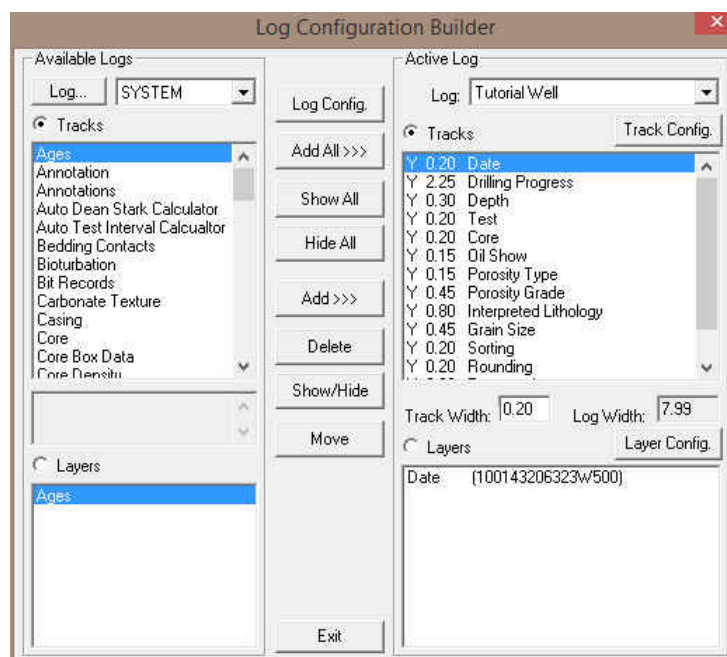 Log Configuration Builder
Available Logs
Log... SYSTEM
Tracks
Ages
Annotation
Annotations
Auto Dean Stark Calculator
Auto Test Interval Calcualtor
Bedding Contacts
Bioturbation
Bit Records
Carbonate Texture
Casing
Core
Core Box Data
Core Density
Layers
Ages
Log Config.
Add All >>>
Show All
Hide All
Add >>>
Delete
Show/Hide
Move
Exit
Active Log
Log: Tutorial Well
Tracks Track Config.
Y 0.20 Date
Y 2.25 Drilling Progress
Y 0.30 Depth
Y 0.20 Test
Y 0.20 Core
Y 0.15 Oil Show
Y 0.15 Porosity Type
Y 0.45 Porosity Grade
Y 0.80 Interpreted Lithology
Y 0.45 Grain Size
Y 0.20 Sorting
Y 0.20 Rounding
Track Width: 0.20 Log Width: 7.99
Layers Layer Config.
Date (100143206323W500)